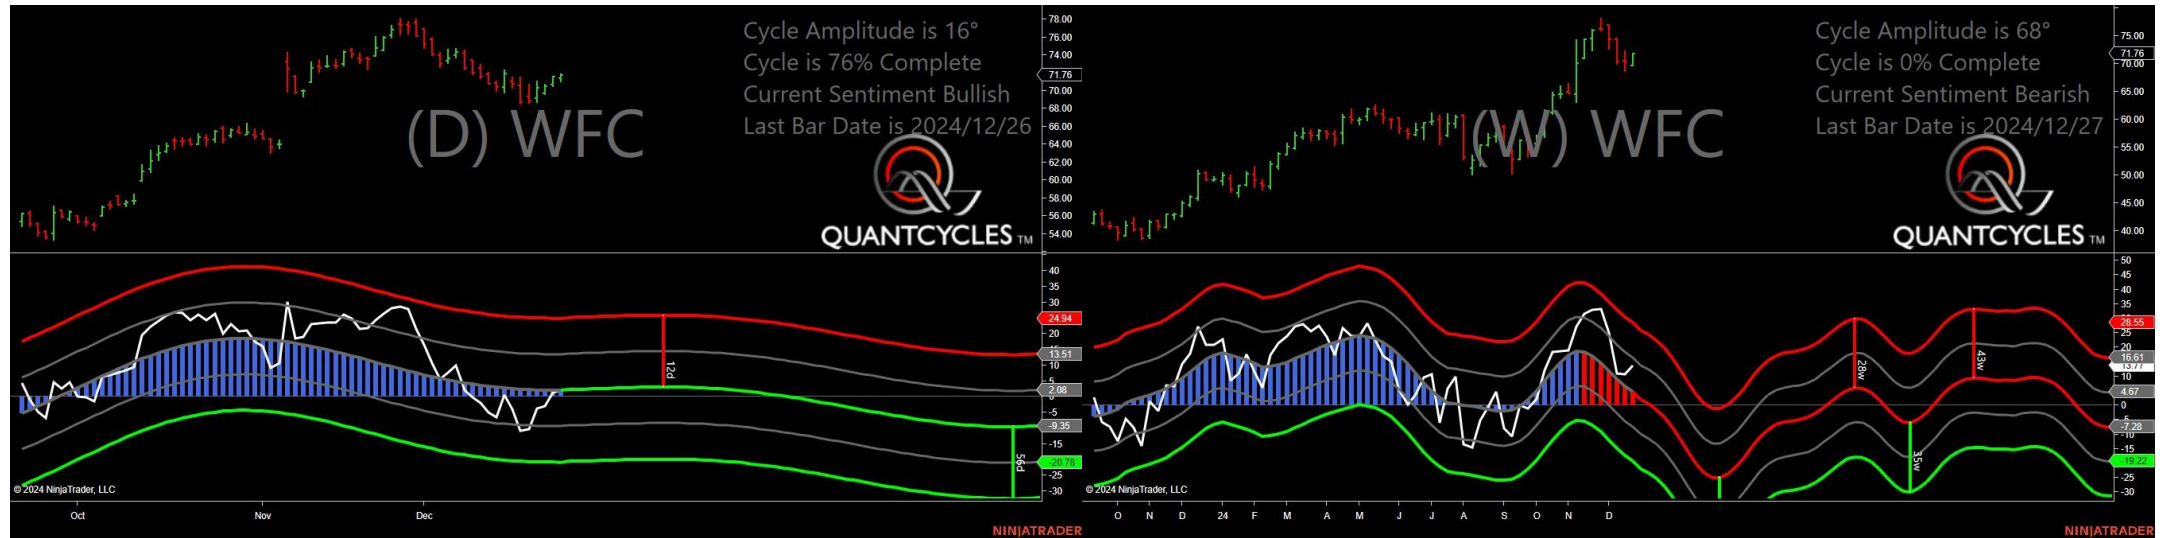 Cycle Amplitude is 16°
Cycle is 76% Complete
Current Sentiment Bullish
Last Bar Date is 2024/12/26
(D) WFC
QUANTCYCLES TM
78.00
76.00
74.00
71.76
70.00
68.00
66.00
64.00
62.00
60.00
58.00
56.00
54.00
40
35
30
24.94
20
13.51
10
5
2.08
-5
-9.35
-15
-20.78
-25
-30
12d
56d
© 2024 NinjaTrader, LLC
Oct
Nov
Dec
NINJATRADER
Cycle Amplitude is 68°
Cycle is 0% Complete
Current Sentiment Bearish
Last Bar Date is 2024/12/27
(W) WFC
QUANTCYCLES TM
75.00
71.76
70.00
65.00
60.00
55.00
50.00
45.00
40.00
50
45
40
35
28.55
20
16.61
13.77
10
4.67
0
-7.28
-10
-15
-19.22
-25
-30
28w
43w
35w
© 2024 NinjaTrader, LLC
O
N
D
24
F
M
A
M
J
J
A
S
O
N
D
NINJATRADER